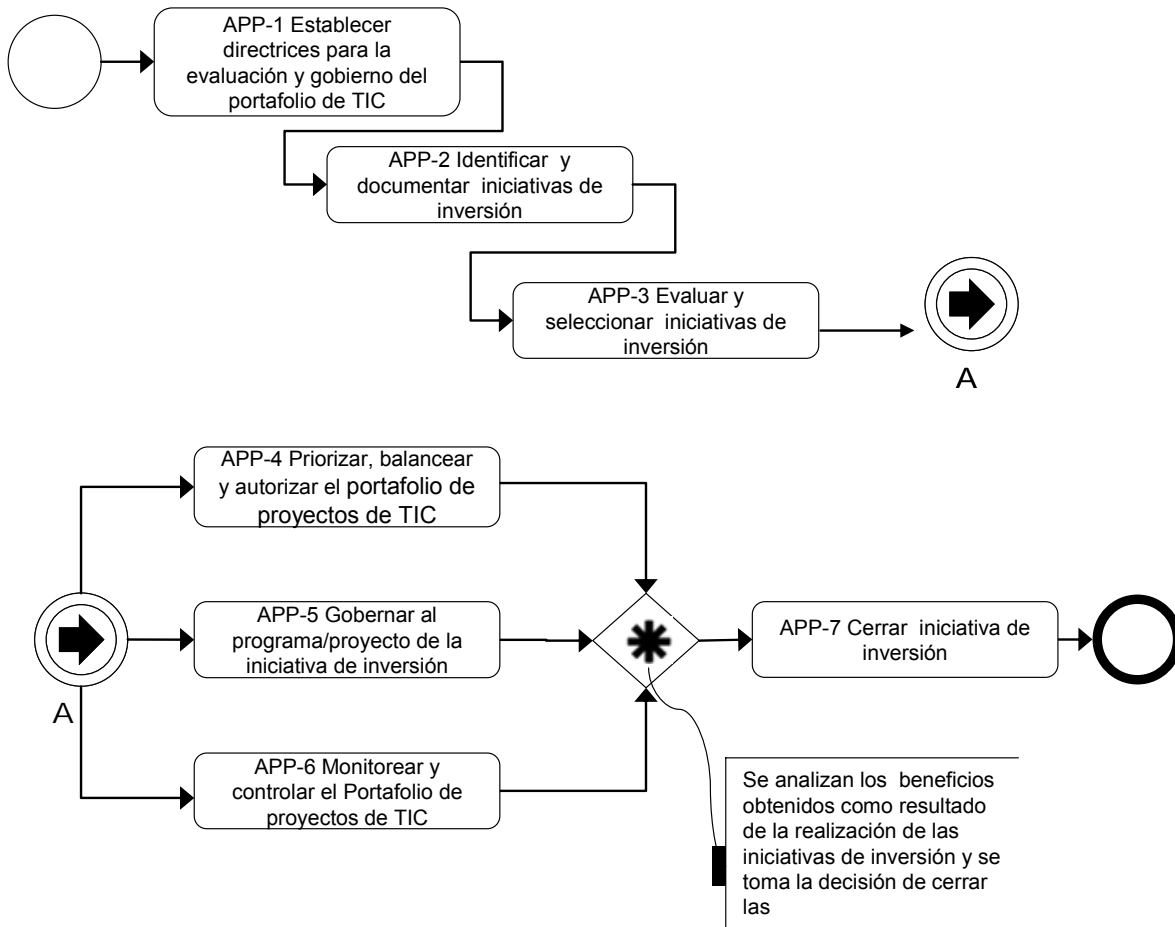 APP-1 Establecer
directrices para la
evaluación y gobierno del
portafolio de TIC
APP-2 Identificar y
documentar iniciativas de
inversión
APP-3 Evaluar y
seleccionar iniciativas de
inversión
A
APP-4 Priorizar, balancear
y autorizar el portafolio de
proyectos de TIC
APP-5 Gobernar al
programa/proyecto de la
iniciativa de inversión
APP-7 Cerrar iniciativa de
inversión
A
APP-6 Monitorear y
controlar el Portafolio de
proyectos de TIC
Se analizan los beneficios
obtenidos como resultado
de la realización de las
iniciativas de inversión y se
toma la decisión de cerrar
las